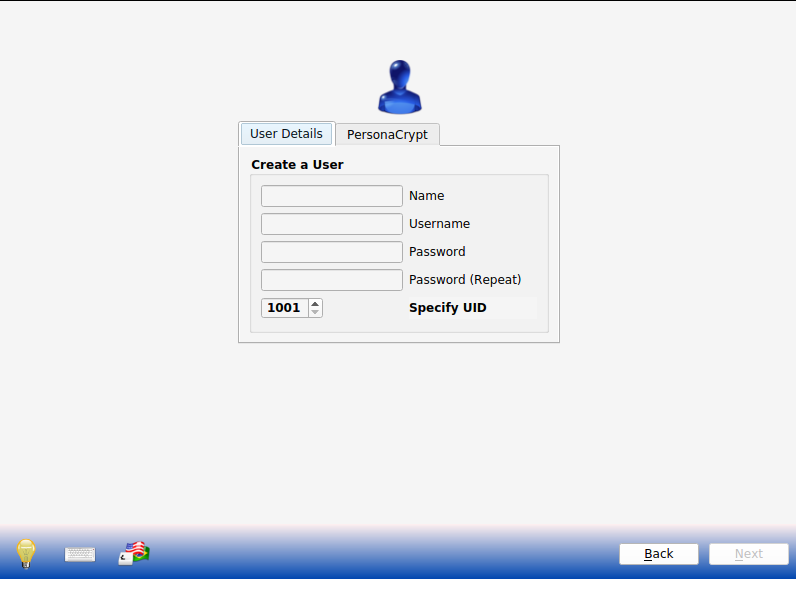 User Details PersonaCrypt
Create a User
Name
Username
Password
Password (Repeat)
1001 Specify UID
Back Next